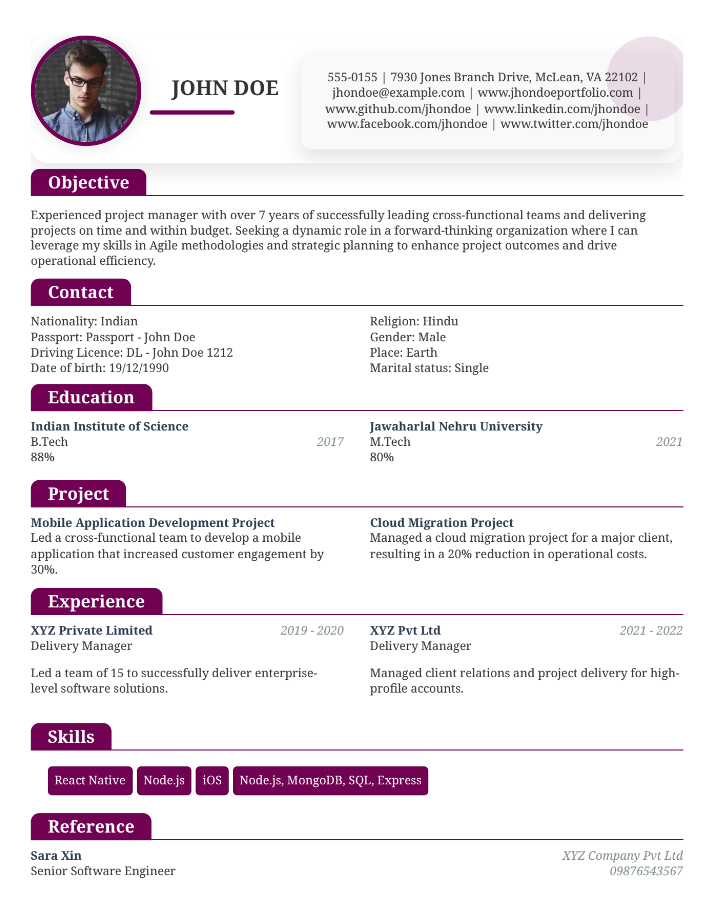 JOHN DOE
555-0155 | 7930 Jones Branch Drive, McLean, VA 22102 |
jhondoe@example.com | www.jhondoeportfolio.com |
www.github.com/jhondoe | www.linkedin.com/jhondoe |
www.facebook.com/jhondoe | www.twitter.com/jhondoe
Objective
Experienced project manager with over 7 years of successfully leading cross-functional teams and delivering
projects on time and within budget. Seeking a dynamic role in a forward-thinking organization where I can
leverage my skills in Agile methodologies and strategic planning to enhance project outcomes and drive
operational efficiency.
Contact
Nationality: Indian
Passport: Passport - John Doe
Driving Licence: DL - John Doe 1212
Date of birth: 19/12/1990
Religion: Hindu
Gender: Male
Place: Earth
Marital status: Single
Education
Indian Institute of Science
B.Tech 2017
88%
Jawaharlal Nehru University
M.Tech 2021
80%
Project
Mobile Application Development Project
Led a cross-functional team to develop a mobile
application that increased customer engagement by
30%.
Cloud Migration Project
Managed a cloud migration project for a major client,
resulting in a 20% reduction in operational costs.
Experience
XYZ Private Limited 2019 - 2020
Delivery Manager
Led a team of 15 to successfully deliver enterprise-
level software solutions.
XYZ Pvt Ltd 2021 - 2022
Delivery Manager
Managed client relations and project delivery for high-
profile accounts.
Skills
React Native Node.js iOS Node.js, MongoDB, SQL, Express
Reference
Sara Xin XYZ Company Pvt Ltd
Senior Software Engineer 09876543567